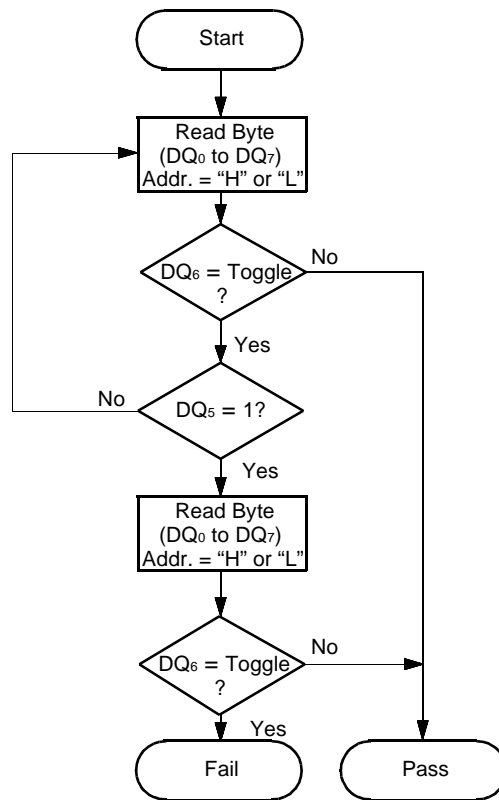 Start
Read Byte
(DQ₀ to DQ₇)
Addr. = “H” or “L”
No
DQ₆ = Toggle
?
Yes
No
DQ₅ = 1?
Yes
Read Byte
(DQ₀ to DQ₇)
Addr. = “H” or “L”
No
DQ₆ = Toggle
?
Yes
Fail
Pass